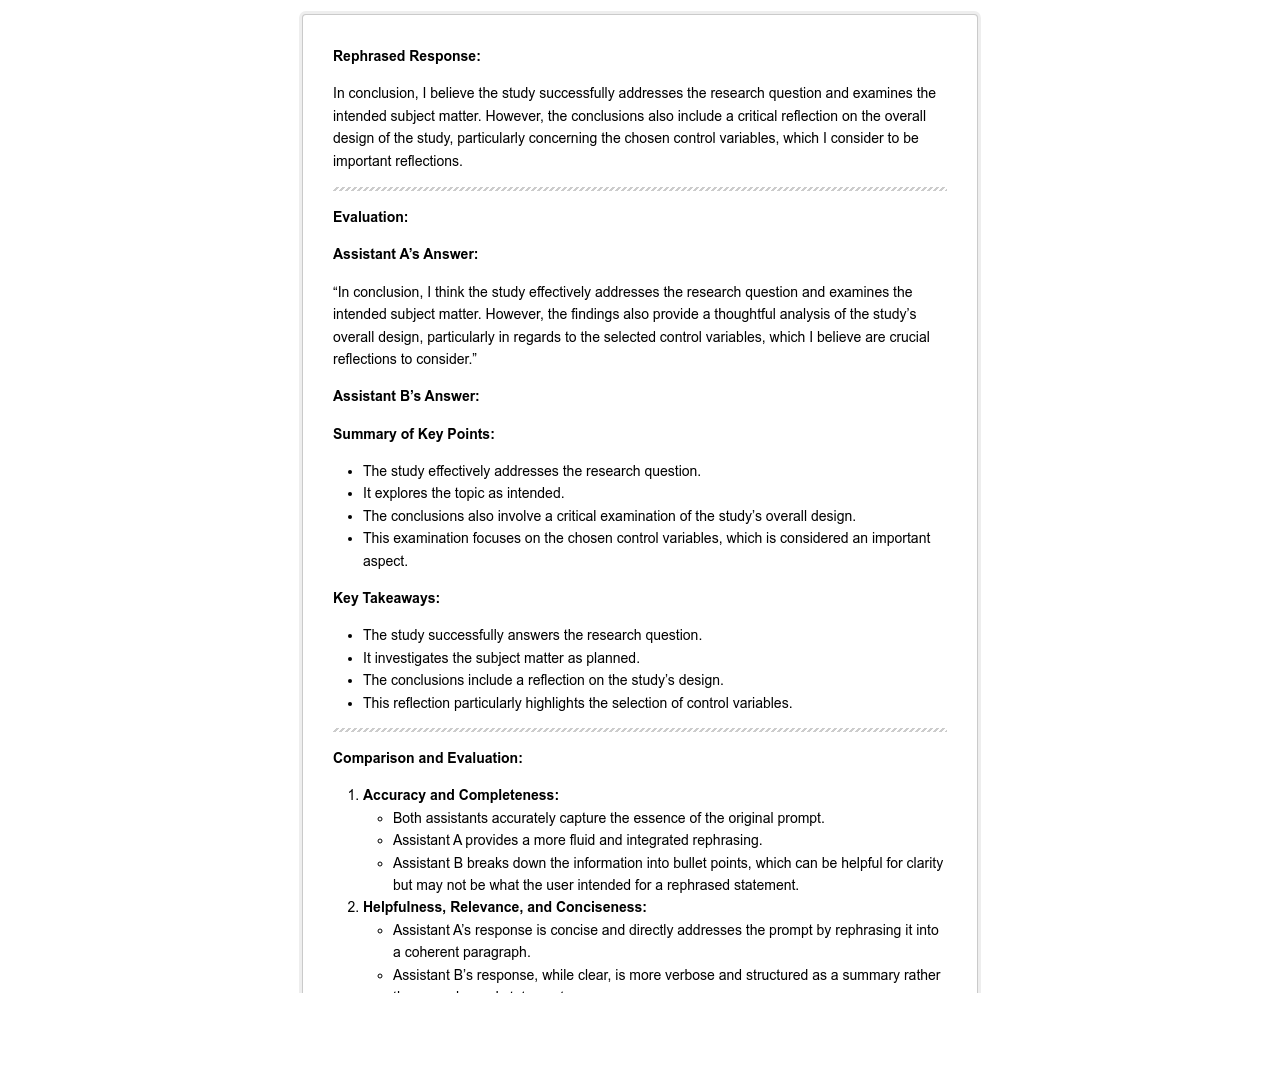 Rephrased Response:
In conclusion, I believe the study successfully addresses the research question and examines the
intended subject matter. However, the conclusions also include a critical reflection on the overall
design of the study, particularly concerning the chosen control variables, which I consider to be
important reflections.
Evaluation:
Assistant A’s Answer:
“In conclusion, I think the study effectively addresses the research question and examines the
intended subject matter. However, the findings also provide a thoughtful analysis of the study’s
overall design, particularly in regards to the selected control variables, which I believe are crucial
reflections to consider.”
Assistant B’s Answer:
Summary of Key Points:
• The study effectively addresses the research question.
• It explores the topic as intended.
• The conclusions also involve a critical examination of the study’s overall design.
• This examination focuses on the chosen control variables, which is considered an important
aspect.
Key Takeaways:
• The study successfully answers the research question.
• It investigates the subject matter as planned.
• The conclusions include a reflection on the study’s design.
• This reflection particularly highlights the selection of control variables.
Comparison and Evaluation:
1. Accuracy and Completeness:
◦ Both assistants accurately capture the essence of the original prompt.
◦ Assistant A provides a more fluid and integrated rephrasing.
◦ Assistant B breaks down the information into bullet points, which can be helpful for clarity
but may not be what the user intended for a rephrased statement.
2. Helpfulness, Relevance, and Conciseness:
◦ Assistant A’s response is concise and directly addresses the prompt by rephrasing it into
a coherent paragraph.
◦ Assistant B’s response, while clear, is more verbose and structured as a summary rather